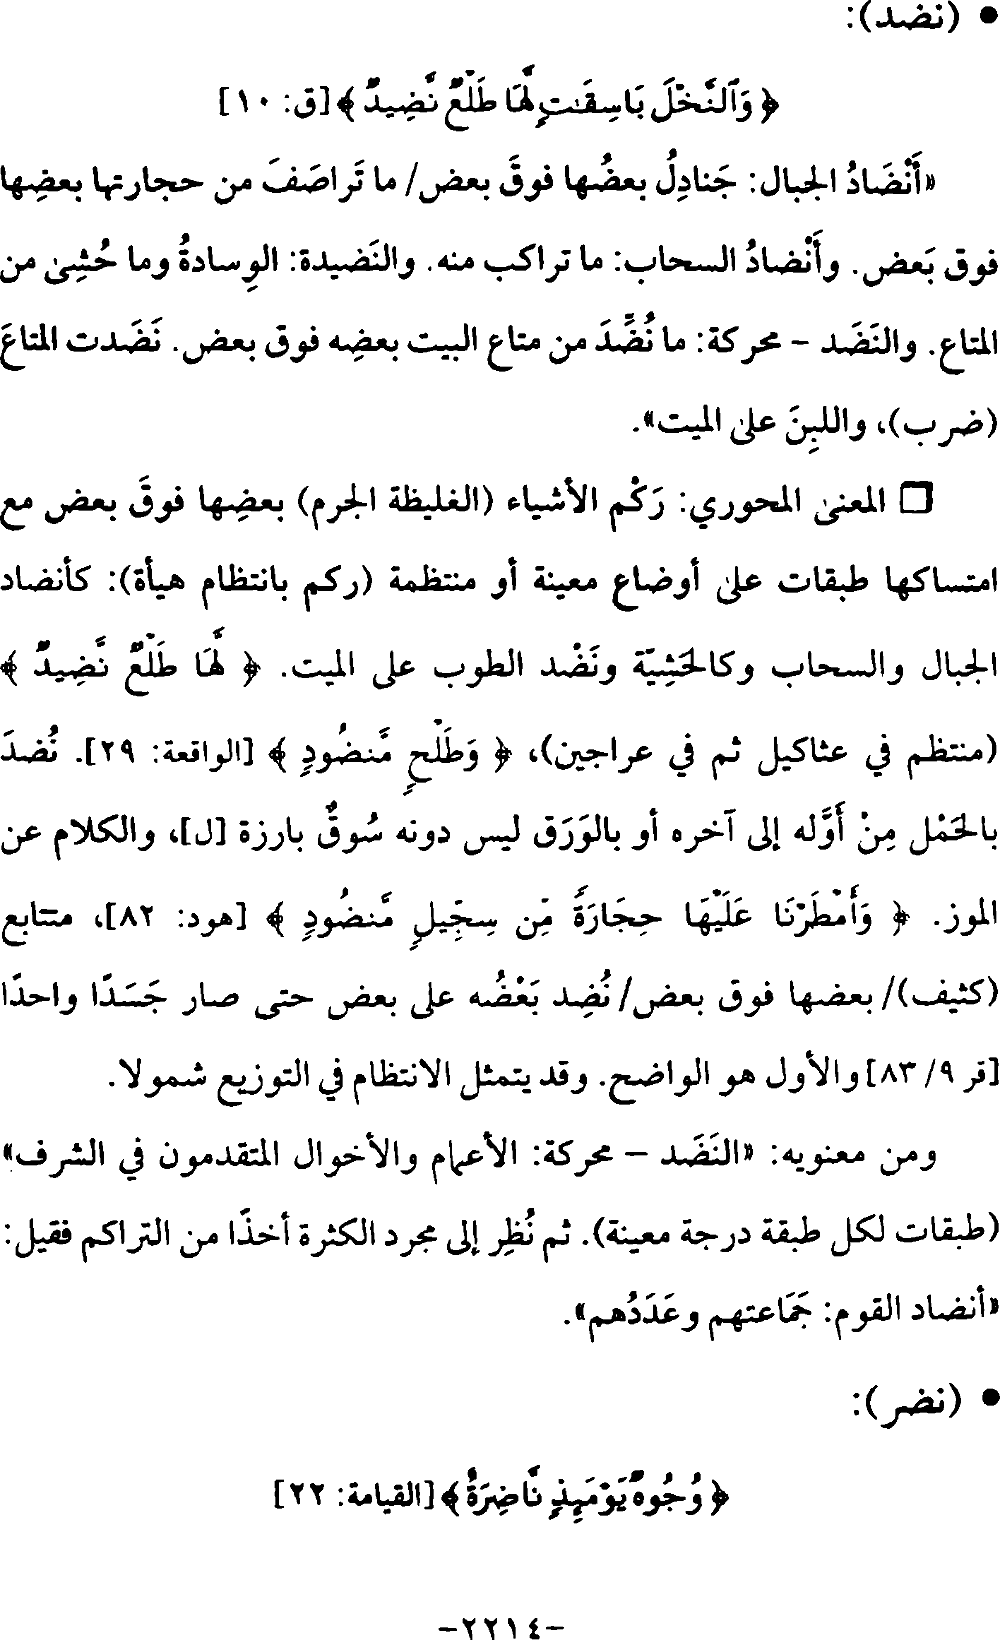 • (نضد):
﴿ وَٱلنَّخْلَ بَاسِقَـٰتٍ لَّهَا طَلْعٌ نَّضِيدٌ ﴾ [ق: ١٠]
«أَنْضَادُ الجبال: جَنادِلُ بعضُها فوقَ بعض/ ما تَراصَفَ من حجارتها بعضِها
فوق بَعض. وأَنْضادُ السحاب: ما تراكب منه. والنَضيدة: الوِسادةُ وما حُشِىٰ من
المتاع. والنَضَد – محركة: ما نُضِّدَ من متاع البيت بعضِه فوق بعض. نَضَدت المتاعَ
(ضرب)، واللبِنَ علىٰ الميت».
❒ المعنىٰ المحوري: رَكْم الأشياء (الغليظة الجرم) بعضِها فوقَ بعض مع
امتساكها طبقات علىٰ أوضاع معينة أو منتظمة (ركم بانتظام هيأة): كأنضاد
الجبال والسحاب وكالحَشِيّة ونَضْد الطوب على الميت. ﴿ لَّهَا طَلْعٌ نَّضِيدٌ ﴾
(منتظم في عثاكيل ثم في عراجين)، ﴿ وَطَلْحٍ مَّنضُودٍ ﴾ [الواقعة: ٢٩]. نُضدَ
بالحَمْل مِنْ أَوَّله إلى آخره أو بالوَرَق ليس دونه سُوقٌ بارزة [ل]، والكلام عن
الموز. ﴿ وَأَمْطَرْنَا عَلَيْهَا حِجَارَةً مِّن سِجِّيلٍ مَّنضُودٍ ﴾ [هود: ٨٢]، متتابع
(كثيف)/ بعضها فوق بعض/ نُضِد بَعْضُه على بعض حتى صار جَسَدًا واحدًا
[قر ٩/ ٨٣] والأول هو الواضح. وقد يتمثل الانتظام في التوزيع شمولا.
ومن معنويه: «النَضَد – محركة: الأعمام والأخوال المتقدمون في الشرف»
(طبقات لكل طبقة درجة معينة). ثم نُظِر إلى مجرد الكثرة أخذًا من التراكم فقيل:
«أنضاد القوم: جَمَاعتهم وعَدَدُهم».
• (نضر):
﴿ وُجُوهٌ يَوْمَئِذٍ نَّاضِرَةٌ ﴾ [القيامة: ٢٢]
–٢٢١٤–